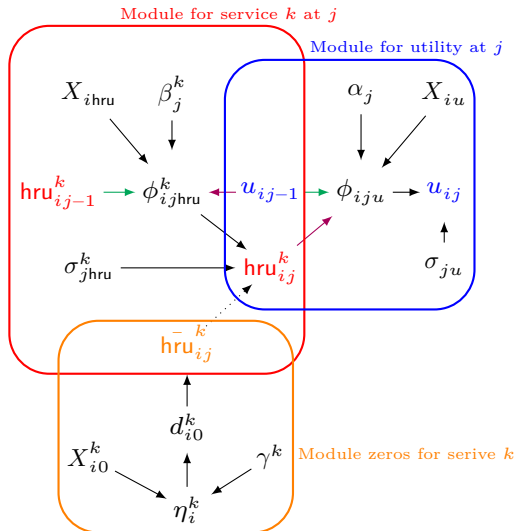 Module for service k at j
Module for utility at j
X_{ihru} β_j^k α_j X_{iu}
hru_{ij−1}^k ϕ_{ijhru}^k u_{ij−1} ϕ_{iju} u_{ij}
σ_{jhru}^k hru_{ij}^k σ_{ju}
hru_{ij}^{− k}
d_{i0}^k
X_{i0}^k γ^k Module zeros for serive k
η_i^k